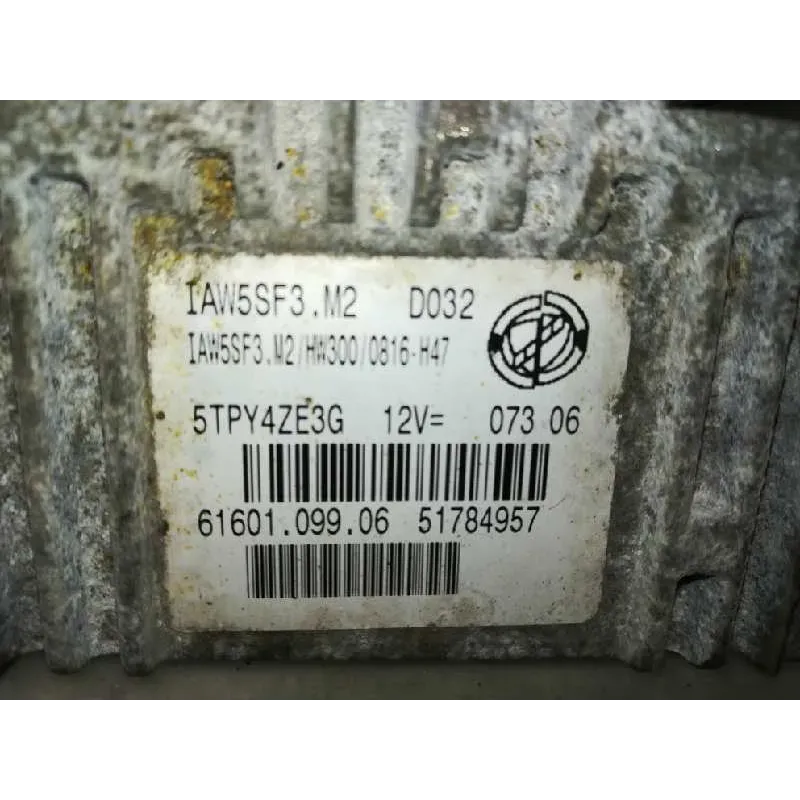 IAW5SF3.M2 D032
IAW5SF3.M2/HW300/0816-H47
5TPY4ZE3G 12V= 073 06
61601.099.06 51784957